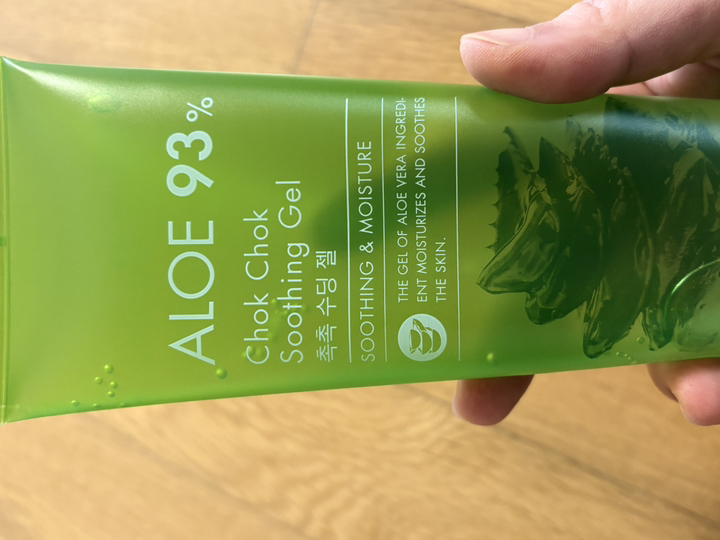 ALOE 93%
Chok Chok
Soothing Gel
촉촉 수딩 젤
SOOTHING & MOISTURE
THE GEL OF ALOE VERA INGREDI-
ENT MOISTURIZES AND SOOTHES
THE SKIN.